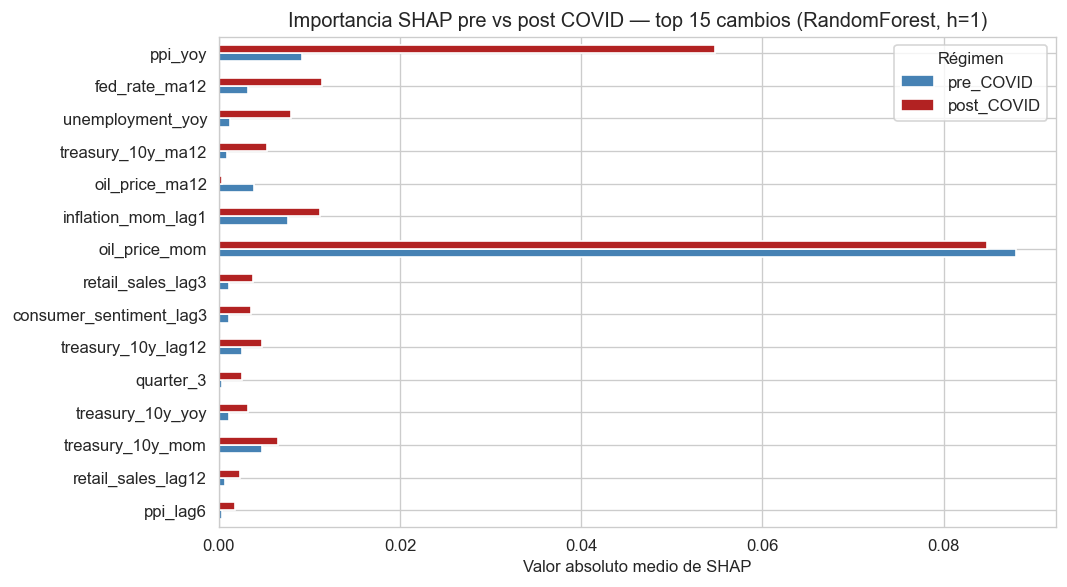 Importancia SHAP pre vs post COVID — top 15 cambios (RandomForest, h=1)
Régimen
pre_COVID
post_COVID
ppi_yoy
fed_rate_ma12
unemployment_yoy
treasury_10y_ma12
oil_price_ma12
inflation_mom_lag1
oil_price_mom
retail_sales_lag3
consumer_sentiment_lag3
treasury_10y_lag12
quarter_3
treasury_10y_yoy
treasury_10y_mom
retail_sales_lag12
ppi_lag6
0.00 0.02 0.04 0.06 0.08
Valor absoluto medio de SHAP